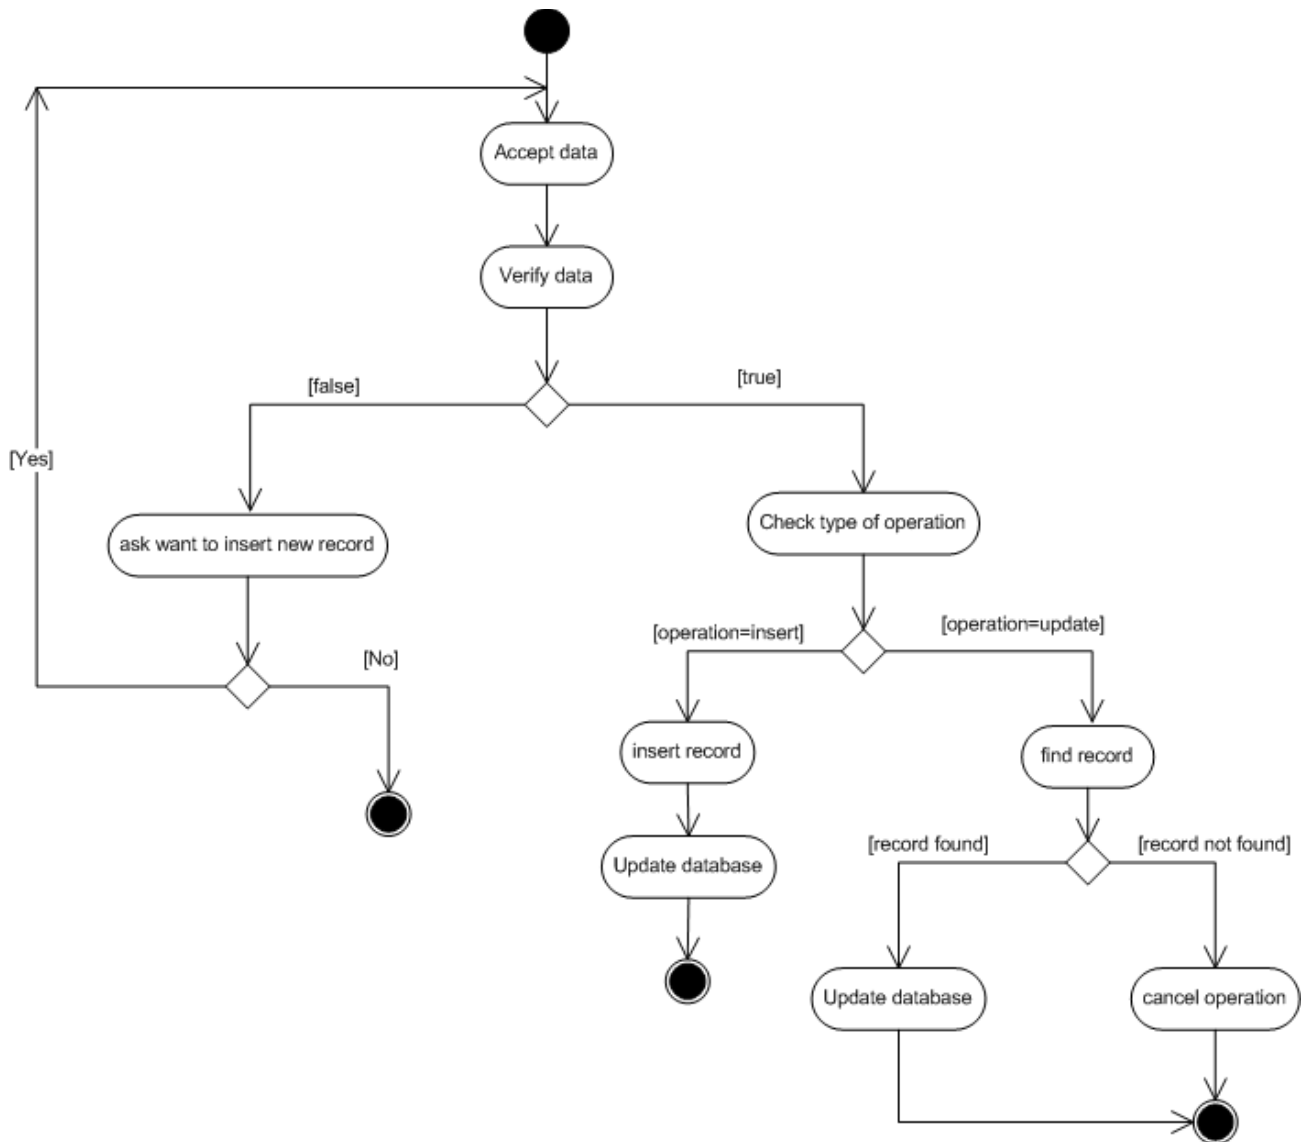 Accept data
Verify data
[false]
[true]
[Yes]
ask want to insert new record
Check type of operation
[operation=insert]
[operation=update]
[No]
insert record
find record
Update database
[record found]
[record not found]
Update database
cancel operation